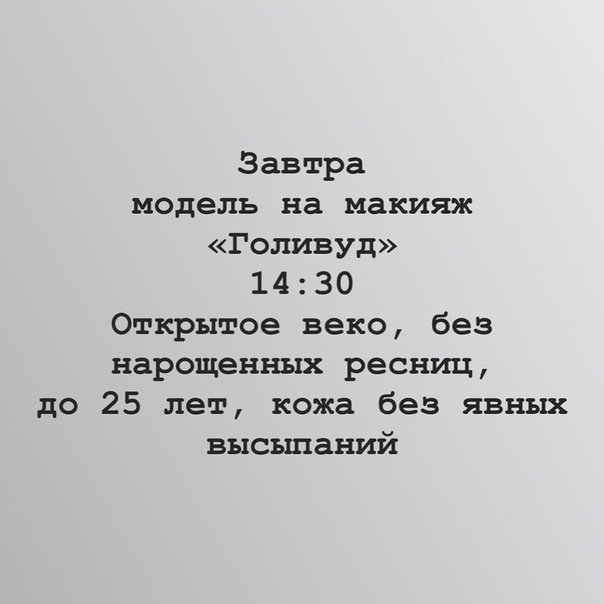 Завтра
модель на макияж
«Голивуд»
14:30
Открытое веко, без
нарощенных ресниц,
до 25 лет, кожа без явных
высыпаний